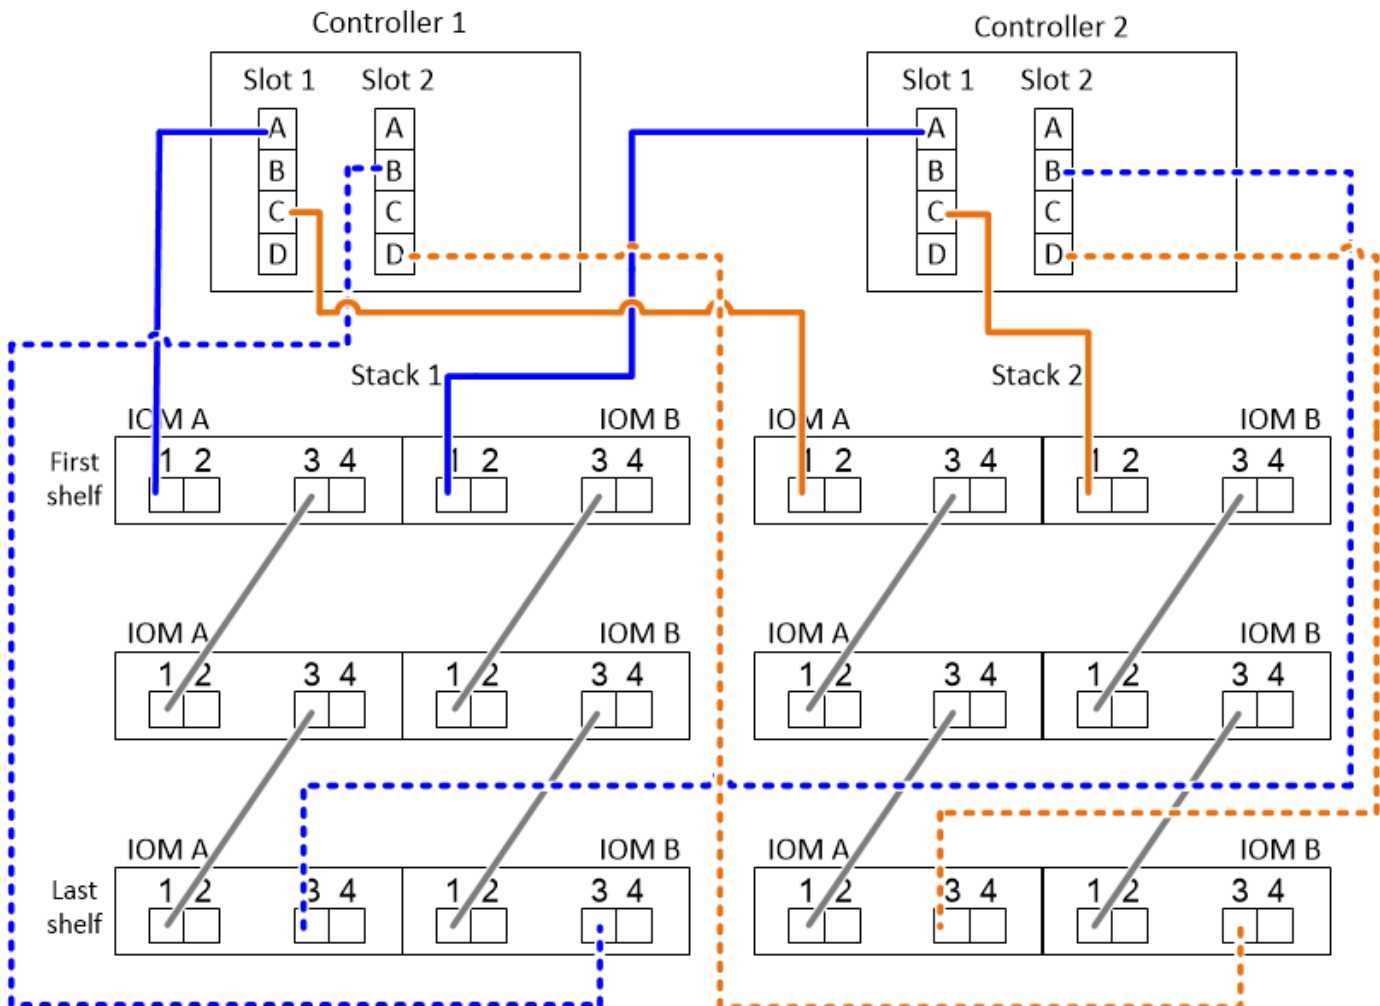 Controller 1
Controller 2
Slot 1 Slot 2
Slot 1 Slot 2
A A A A
B B B B
C C C C
D D D D
Stack 1
Stack 2
IOM A IOM B IOM A IOM B
First
shelf
1 2 3 4 1 2 3 4 1 2 3 4 1 2 3 4
IOM A IOM B IOM A IOM B
1 2 3 4 1 2 3 4 1 2 3 4 1 2 3 4
IOM A IOM B IOM A IOM B
Last
shelf
1 2 3 4 1 2 3 4 1 2 3 4 1 2 3 4